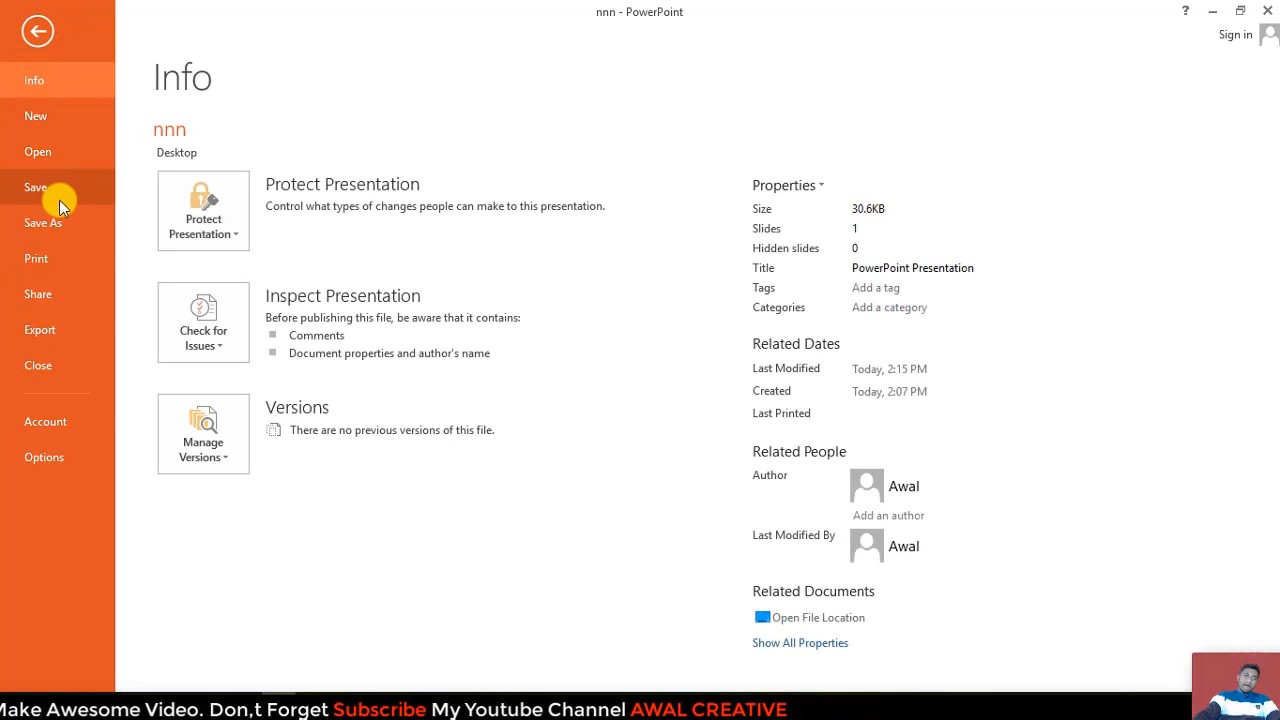 nnn - PowerPoint
?
Sign in
Info
New
Open
Save
Save As
Print
Share
Export
Close
Account
Options
Info
nnn
Desktop
Protect Presentation
Protect Presentation
Control what types of changes people can make to this presentation.
Check for Issues
Inspect Presentation
Before publishing this file, be aware that it contains:
Comments
Document properties and author's name
Manage Versions
Versions
There are no previous versions of this file.
Properties
Size 30.6KB
Slides 1
Hidden slides 0
Title PowerPoint Presentation
Tags Add a tag
Categories Add a category
Related Dates
Last Modified Today, 2:15 PM
Created Today, 2:07 PM
Last Printed
Related People
Author Awal
Add an author
Last Modified By Awal
Related Documents
Open File Location
Show All Properties
Make Awesome Video. Don,t Forget Subscribe My Youtube Channel AWAL CREATIVE